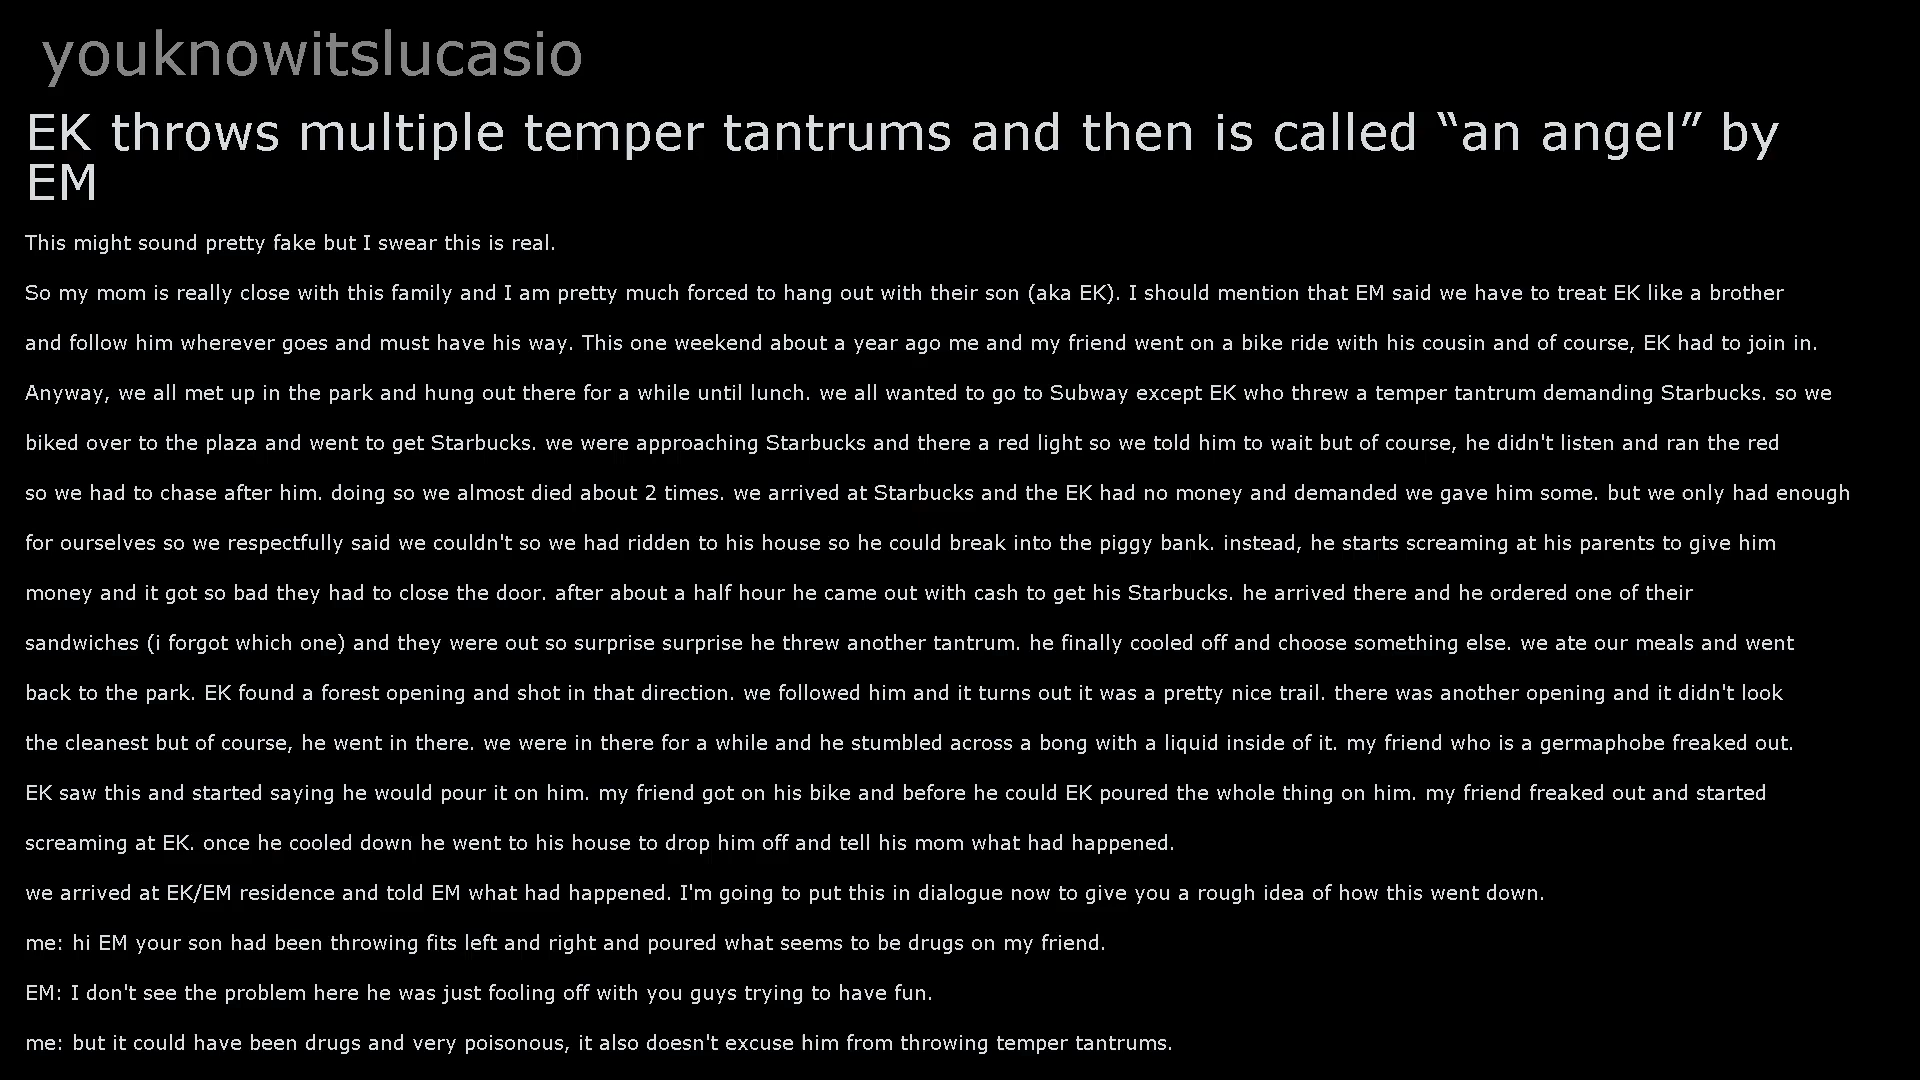 youknowitslucasio
EK throws multiple temper tantrums and then is called “an angel” by
EM
This might sound pretty fake but I swear this is real.
So my mom is really close with this family and I am pretty much forced to hang out with their son (aka EK). I should mention that EM said we have to treat EK like a brother
and follow him wherever goes and must have his way. This one weekend about a year ago me and my friend went on a bike ride with his cousin and of course, EK had to join in.
Anyway, we all met up in the park and hung out there for a while until lunch. we all wanted to go to Subway except EK who threw a temper tantrum demanding Starbucks. so we
biked over to the plaza and went to get Starbucks. we were approaching Starbucks and there a red light so we told him to wait but of course, he didn't listen and ran the red
so we had to chase after him. doing so we almost died about 2 times. we arrived at Starbucks and the EK had no money and demanded we gave him some. but we only had enough
for ourselves so we respectfully said we couldn't so we had ridden to his house so he could break into the piggy bank. instead, he starts screaming at his parents to give him
money and it got so bad they had to close the door. after about a half hour he came out with cash to get his Starbucks. he arrived there and he ordered one of their
sandwiches (i forgot which one) and they were out so surprise surprise he threw another tantrum. he finally cooled off and choose something else. we ate our meals and went
back to the park. EK found a forest opening and shot in that direction. we followed him and it turns out it was a pretty nice trail. there was another opening and it didn't look
the cleanest but of course, he went in there. we were in there for a while and he stumbled across a bong with a liquid inside of it. my friend who is a germaphobe freaked out.
EK saw this and started saying he would pour it on him. my friend got on his bike and before he could EK poured the whole thing on him. my friend freaked out and started
screaming at EK. once he cooled down he went to his house to drop him off and tell his mom what had happened.
we arrived at EK/EM residence and told EM what had happened. I'm going to put this in dialogue now to give you a rough idea of how this went down.
me: hi EM your son had been throwing fits left and right and poured what seems to be drugs on my friend.
EM: I don't see the problem here he was just fooling off with you guys trying to have fun.
me: but it could have been drugs and very poisonous, it also doesn't excuse him from throwing temper tantrums.